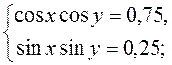 cos x cos y = 0,75,
sin x sin y = 0,25;